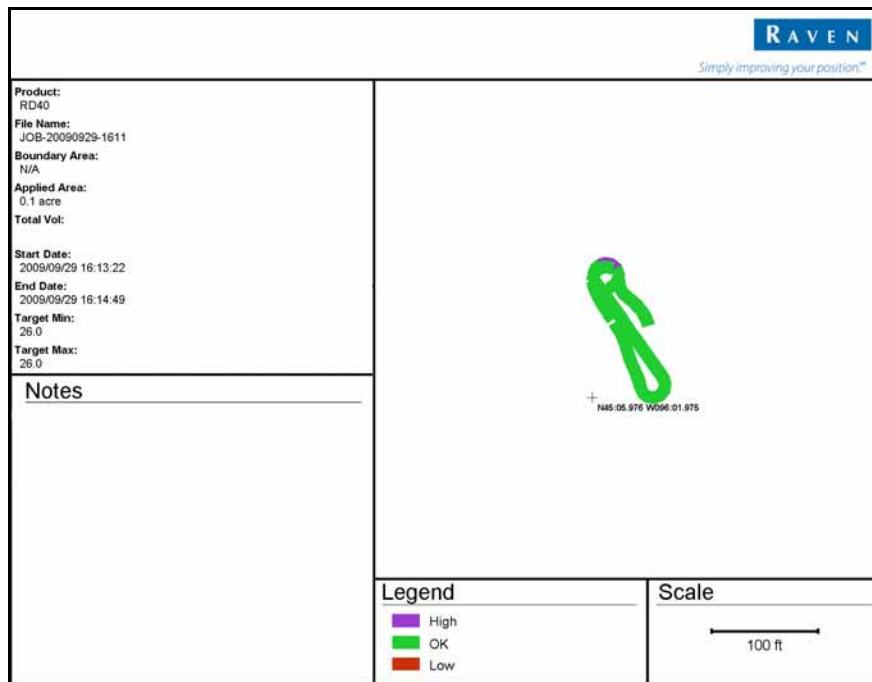 RAVEN
Simply improving your position.℠
Product:
RD40
File Name:
JOB-20090929-1611
Boundary Area:
N/A
Applied Area:
0.1 acre
Total Vol:
Start Date:
2009/09/29 16:13:22
End Date:
2009/09/29 16:14:49
Target Min:
26.0
Target Max:
26.0
Notes
N45:05.976 W096:01.975
Legend
High
OK
Low
Scale
100 ft